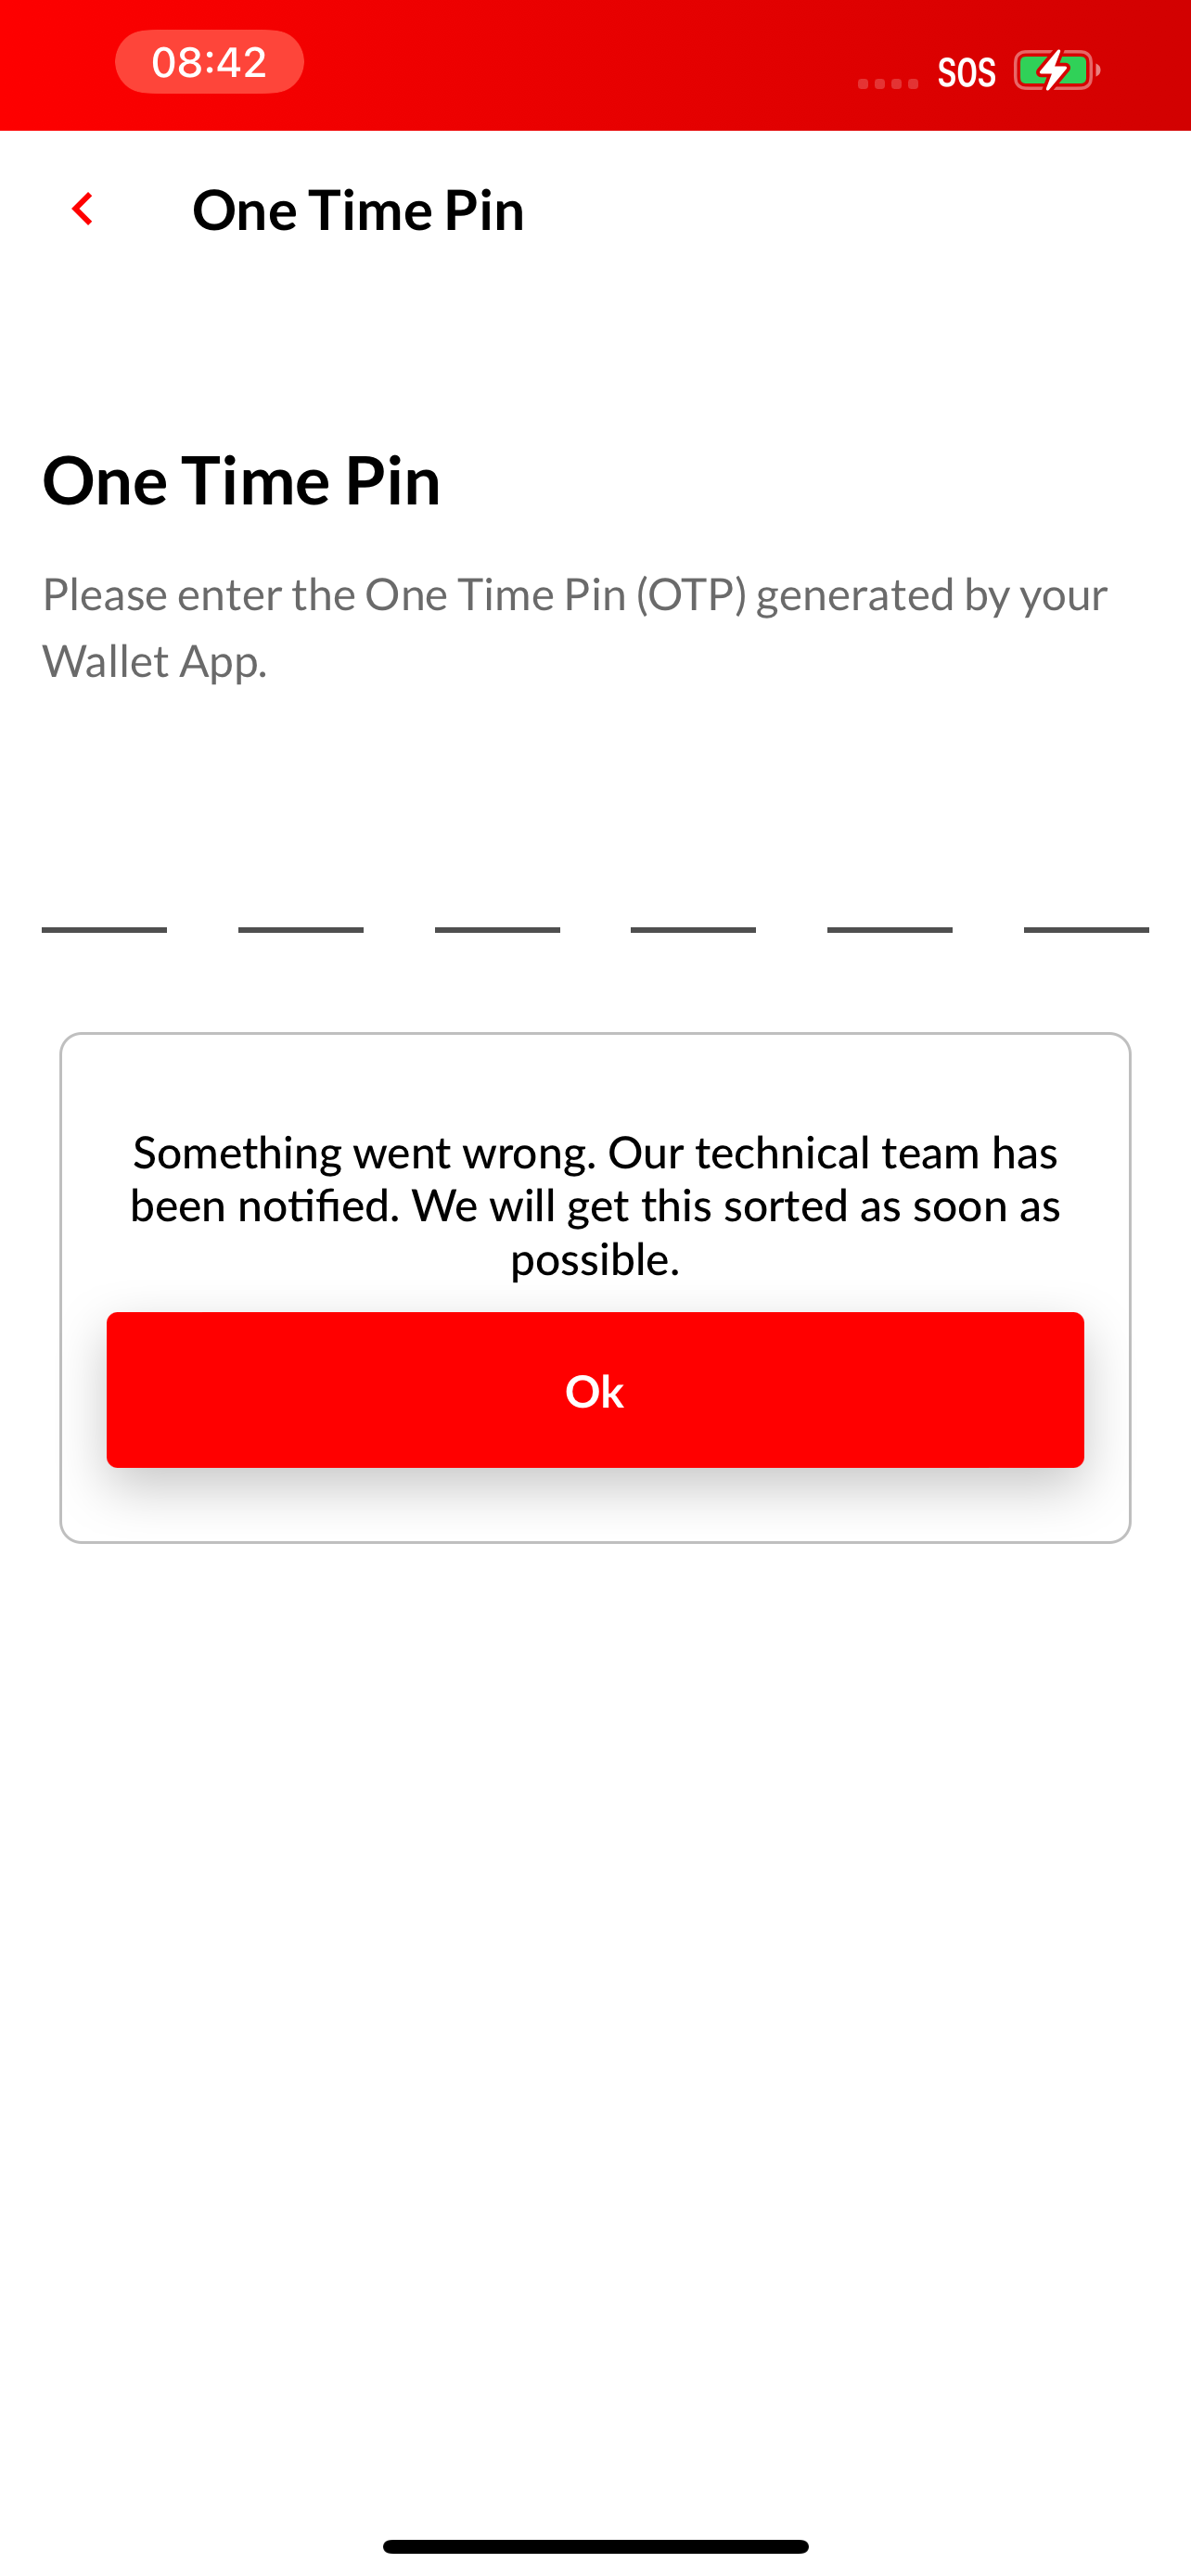 08:42
SOS
One Time Pin
One Time Pin
Please enter the One Time Pin (OTP) generated by your
Wallet App.
Something went wrong. Our technical team has
been notified. We will get this sorted as soon as
possible.
Ok